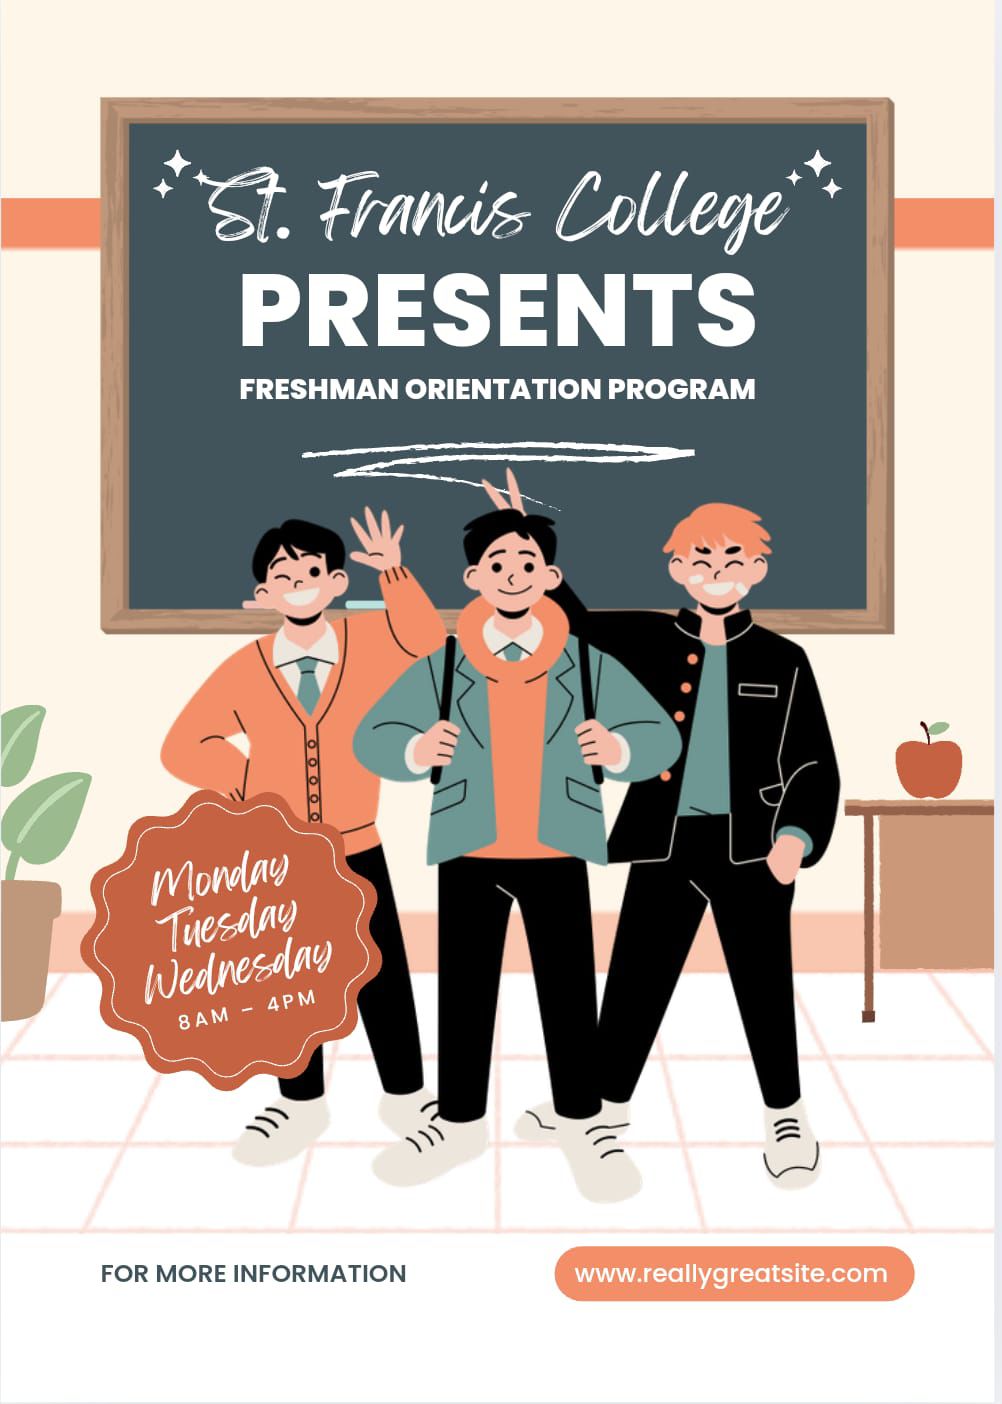 St. Francis College
PRESENTS
FRESHMAN ORIENTATION PROGRAM
Monday
Tuesday
Wednesday
8AM - 4PM
FOR MORE INFORMATION
www.reallygreatsite.com